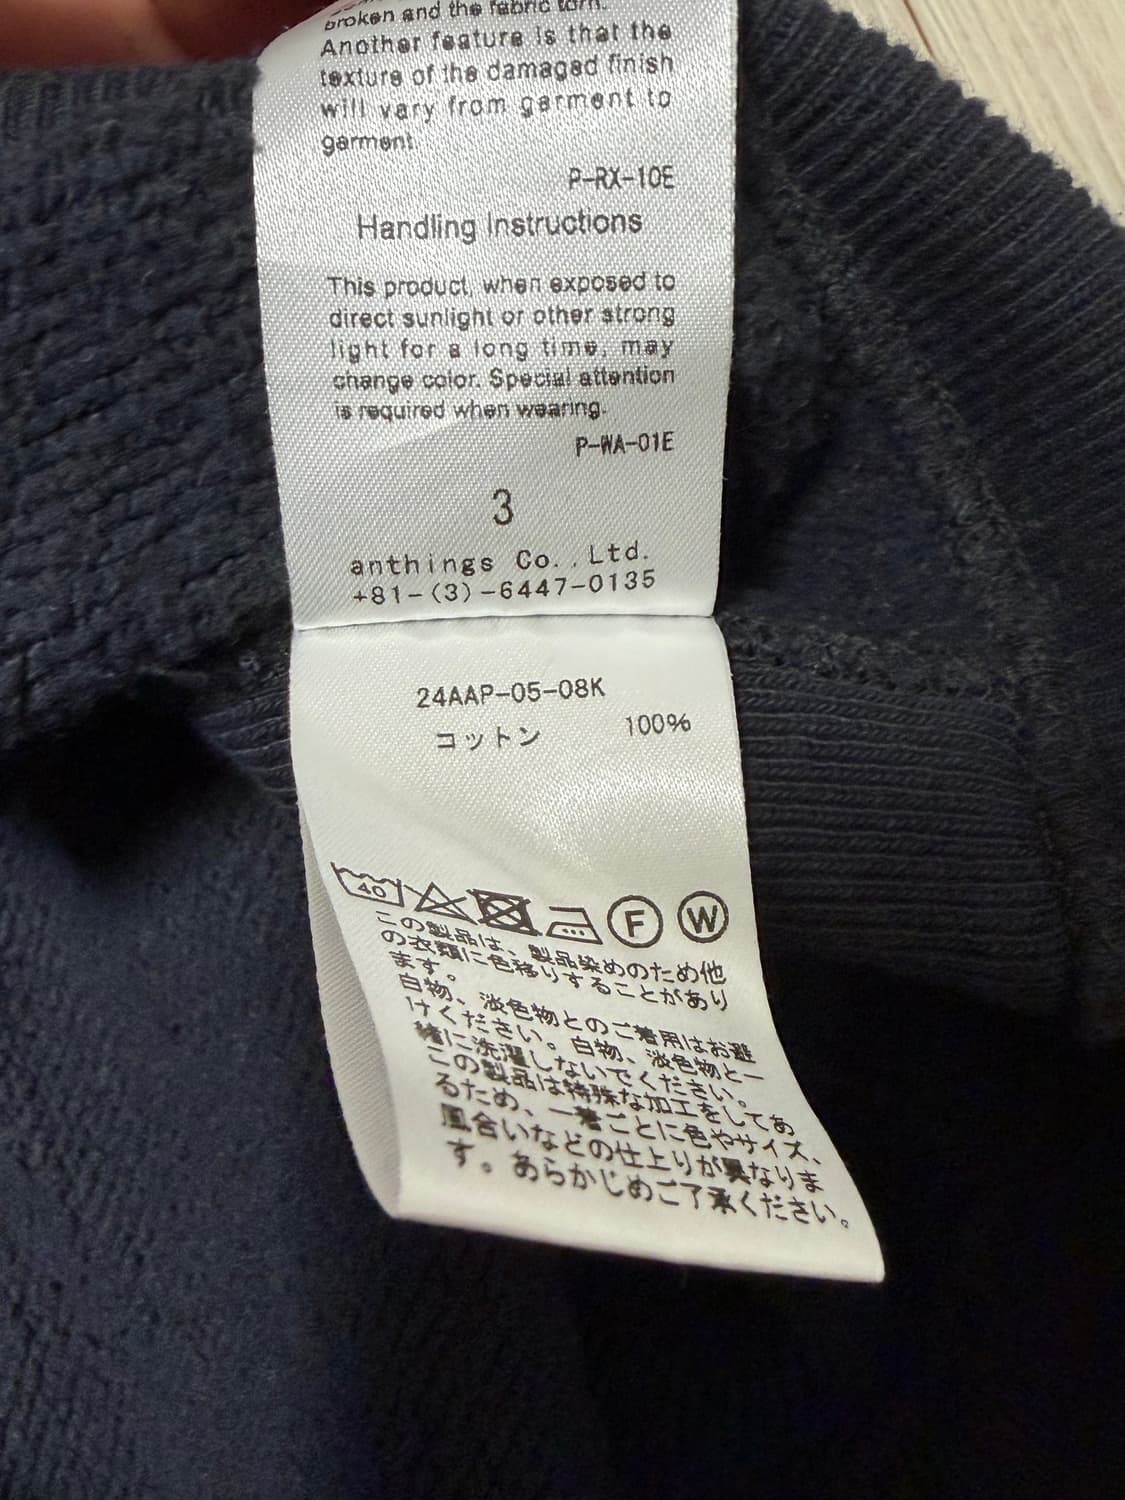 broken and the fabric torn.
Another feature is that the
texture of the damaged finish
will vary from garment to
garment.
P-RX-10E
Handling Instructions
This product, when exposed to
direct sunlight or other strong
light for a long time, may
change color. Special attention
is required when wearing.
P-WA-01E
3
anthings Co.,Ltd.
+81-(3)-6447-0135
24AAP-05-08K
コットン 100%
40 F W
この製品は、製品染めのため他
の衣類に色移りすることがあり
ます。
白物、淡色物とのご着用はお避
けください。白物、淡色物と一
緒に洗濯しないでください。
この製品は特殊な加工をしてあ
るため、一着ごとに色やサイズ、
風合いなどの仕上りが異なりま
す。あらかじめご了承ください。